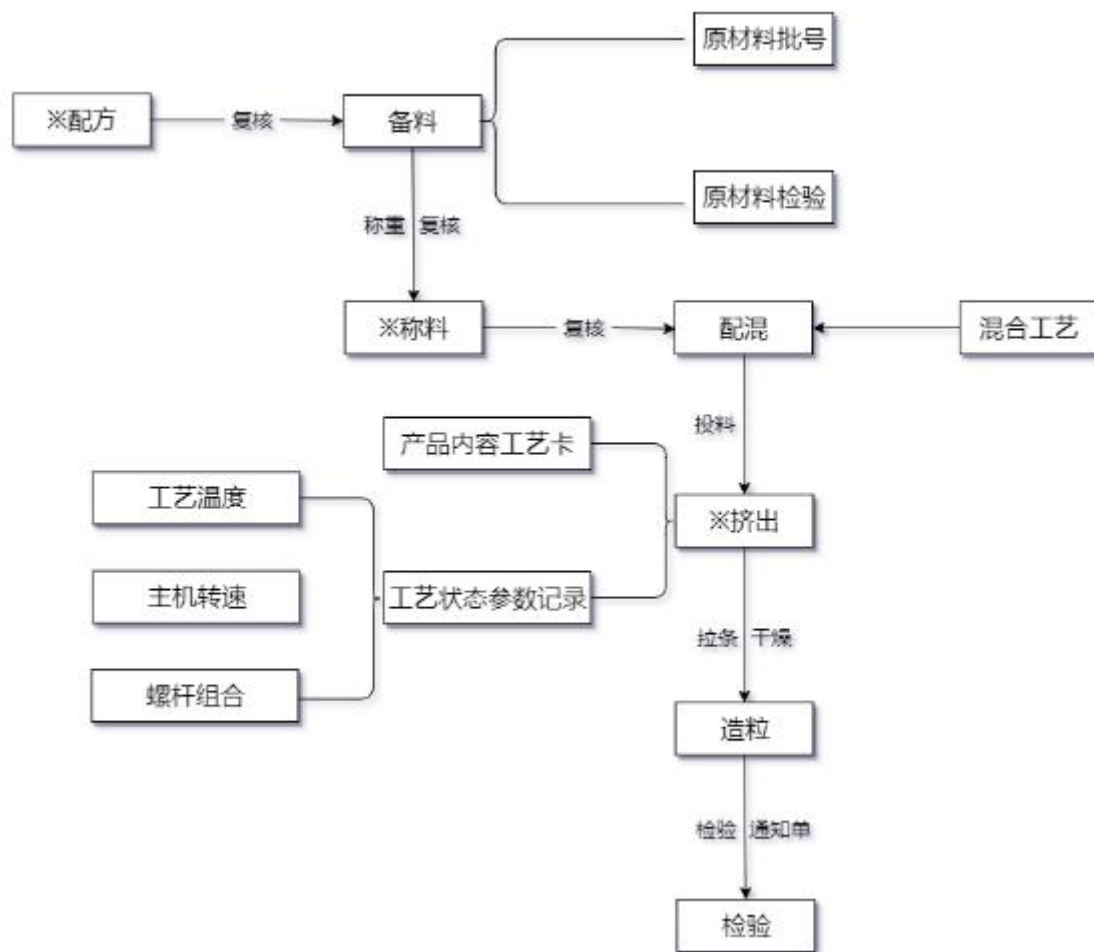 原材料批号
※配方
复核
备料
原材料检验
称重 复核
※称料
复核
配混
混合工艺
投料
产品内容工艺卡
工艺温度
※挤出
主机转速
工艺状态参数记录
拉条 干燥
螺杆组合
造粒
检验 通知单
检验